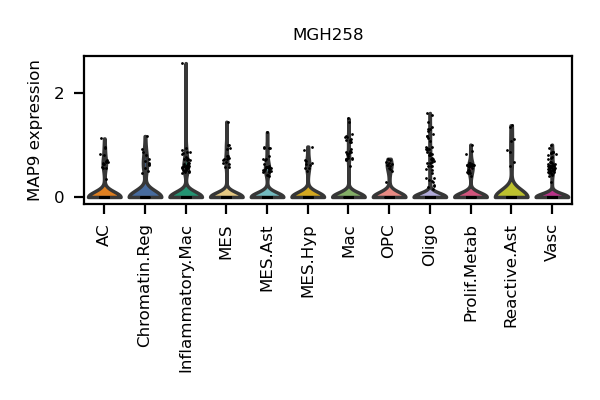 MGH258
MAP9 expression
2
0
AC
Chromatin.Reg
Inflammatory.Mac
MES
MES.Ast
MES.Hyp
Mac
OPC
Oligo
Prolif.Metab
Reactive.Ast
Vasc